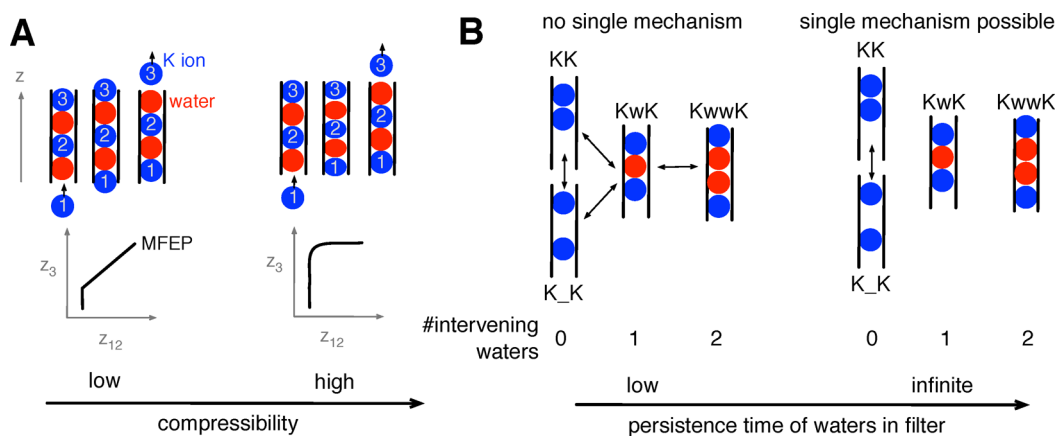 A
z
3
K ion
3
3
water
2
2
2
1
1
1
3
3
3
2
2
2
1
1
1
z3
MFEP
z12
z3
z12
low
high
compressibility
B
no single mechanism
single mechanism possible
KK
KwK
KwwK
K_K
KK
KwK
KwwK
K_K
#intervening
waters
0
1
2
0
1
2
low
infinite
persistence time of waters in filter